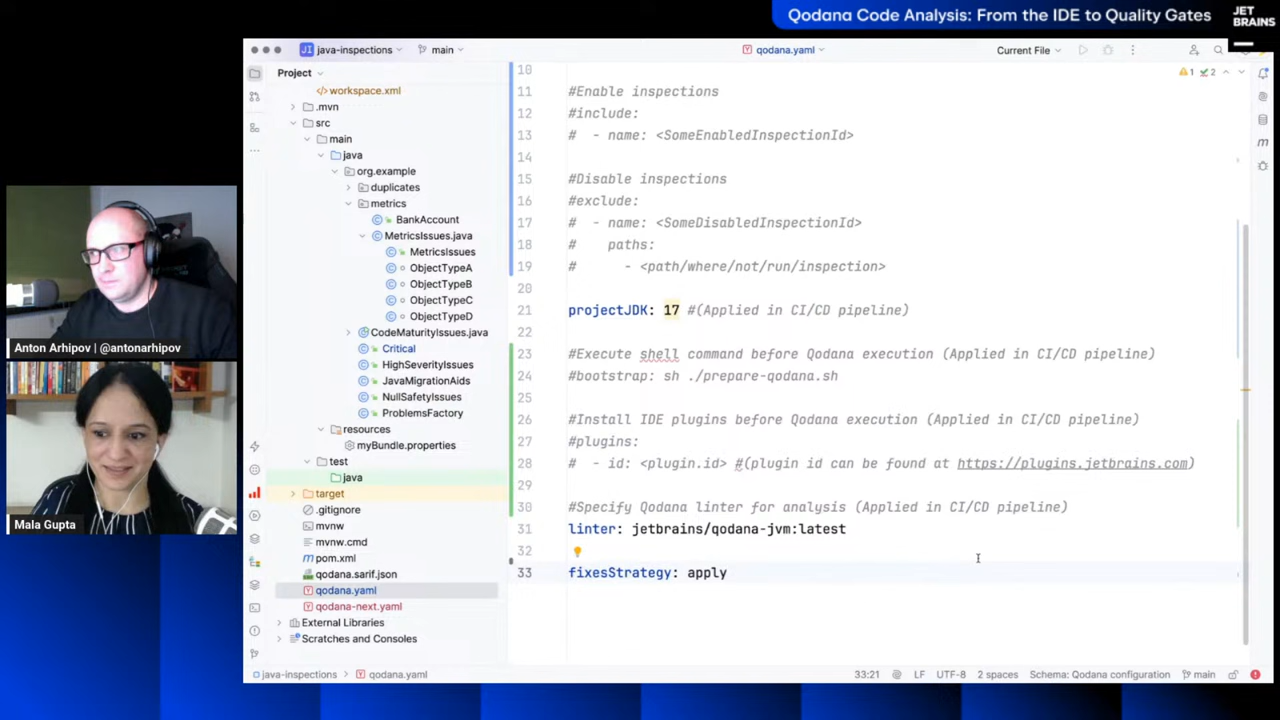 Qodana Code Analysis: From the IDE to Quality Gates
JET
BRAINS
JI java-inspections
main
qodana.yaml
Current File
Project
workspace.xml
.mvn
src
main
java
org.example
duplicates
metrics
BankAccount
MetricsIssues.java
MetricsIssues
ObjectTypeA
ObjectTypeB
ObjectTypeC
ObjectTypeD
CodeMaturityIssues.java
Critical
HighSeverityIssues
JavaMigrationAids
NullSafetyIssues
ProblemsFactory
resources
myBundle.properties
test
java
target
.gitignore
mvnw
mvnw.cmd
pom.xml
qodana.sarif.json
qodana.yaml
qodana-next.yaml
External Libraries
Scratches and Consoles
1 2
10
11 #Enable inspections
12 #include:
13 # - name: <SomeEnabledInspectionId>
14
15 #Disable inspections
16 #exclude:
17 # - name: <SomeDisabledInspectionId>
18 # paths:
19 # - <path/where/not/run/inspection>
20
21 projectJDK: 17 #(Applied in CI/CD pipeline)
22
23 #Execute shell command before Qodana execution (Applied in CI/CD pipeline)
24 #bootstrap: sh ./prepare-qodana.sh
25
26 #Install IDE plugins before Qodana execution (Applied in CI/CD pipeline)
27 #plugins:
28 # - id: <plugin.id> #(plugin id can be found at https://plugins.jetbrains.com)
29
30 #Specify Qodana linter for analysis (Applied in CI/CD pipeline)
31 linter: jetbrains/qodana-jvm:latest
32
33 fixesStrategy: apply
Anton Arhipov | @antonarhipov
Mala Gupta
java-inspections > qodana.yaml
33:21 LF UTF-8 2 spaces Schema: Qodana configuration main